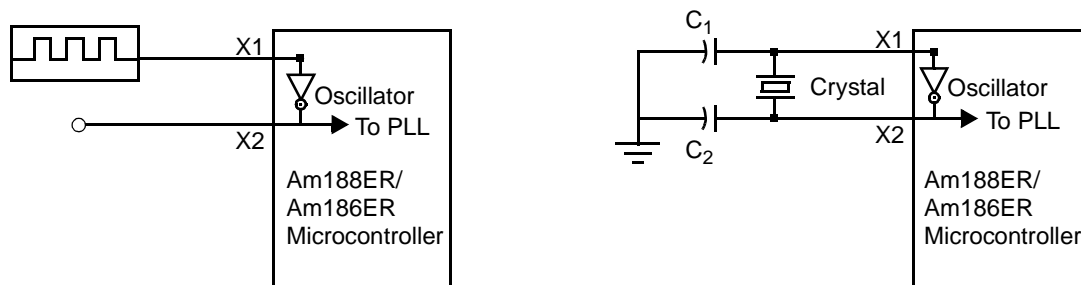 X1
Oscillator
To PLL
X2
Am188ER/
Am186ER
Microcontroller
C1
X1
Crystal
Oscillator
To PLL
X2
C2
Am188ER/
Am186ER
Microcontroller